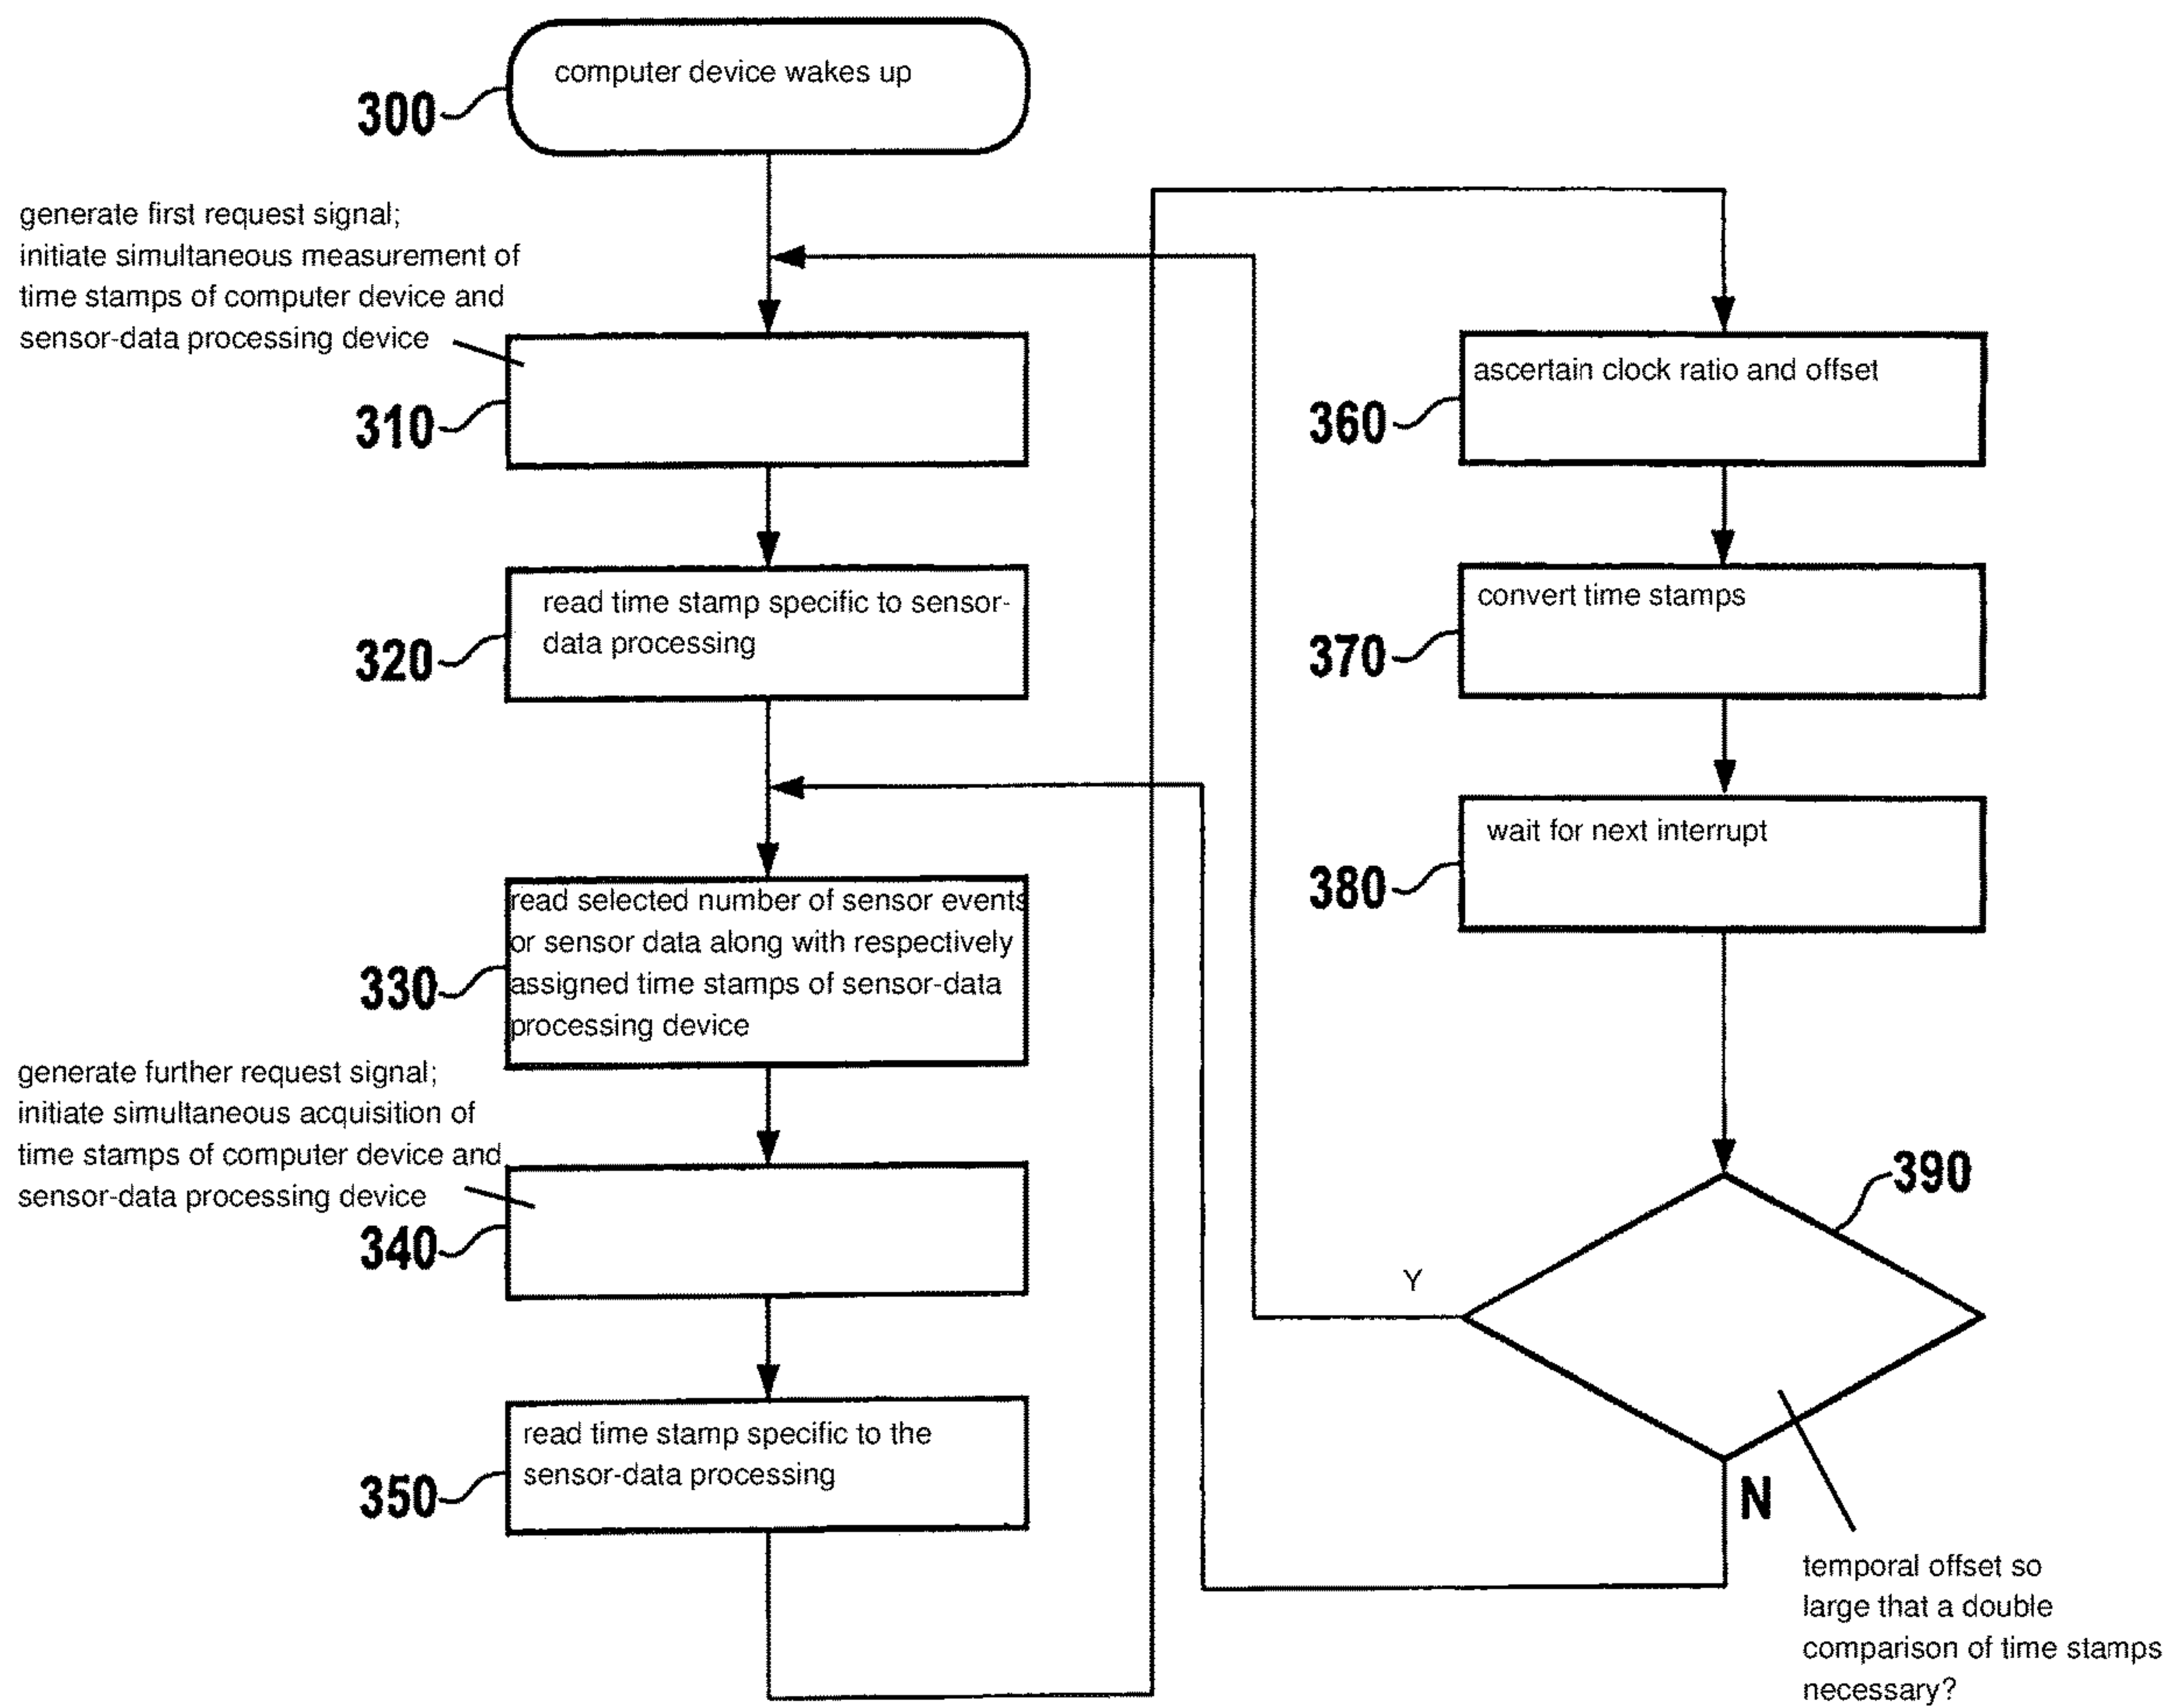 computer device wakes up
300
generate first request signal;
initiate simultaneous measurement of
time stamps of computer device and
sensor-data processing device
310
read time stamp specific to sensor-
data processing
320
read selected number of sensor events
or sensor data along with respectively
assigned time stamps of sensor-data
processing device
330
generate further request signal;
initiate simultaneous acquisition of
time stamps of computer device and
sensor-data processing device
340
read time stamp specific to the
sensor-data processing
350
ascertain clock ratio and offset
360
convert time stamps
370
wait for next interrupt
380
390
Y
N
temporal offset so
large that a double
comparison of time stamps
necessary?